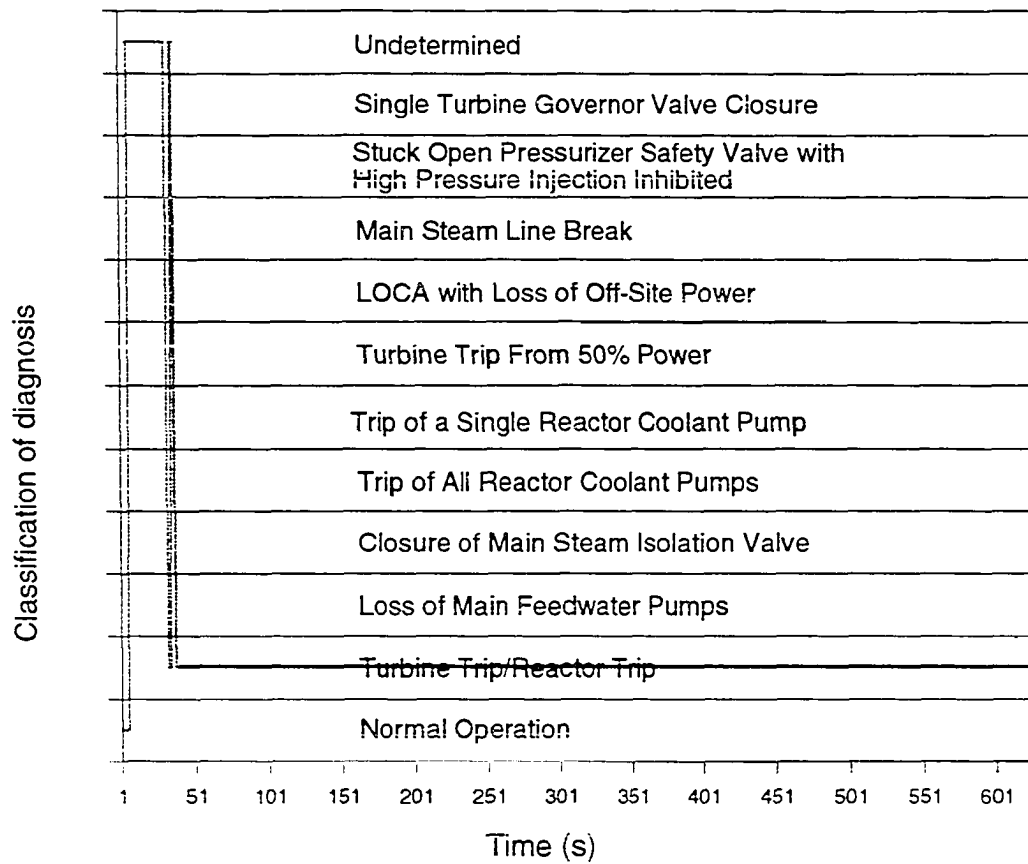 Undetermined
Single Turbine Governor Valve Closure
Stuck Open Pressurizer Safety Valve with
High Pressure Injection Inhibited
Main Steam Line Break
LOCA with Loss of Off-Site Power
Turbine Trip From 50% Power
Trip of a Single Reactor Coolant Pump
Trip of All Reactor Coolant Pumps
Closure of Main Steam Isolation Valve
Loss of Main Feedwater Pumps
Turbine Trip/Reactor Trip
Normal Operation
Classification of diagnosis
1 51 101 151 201 251 301 351 401 451 501 551 601
Time (s)